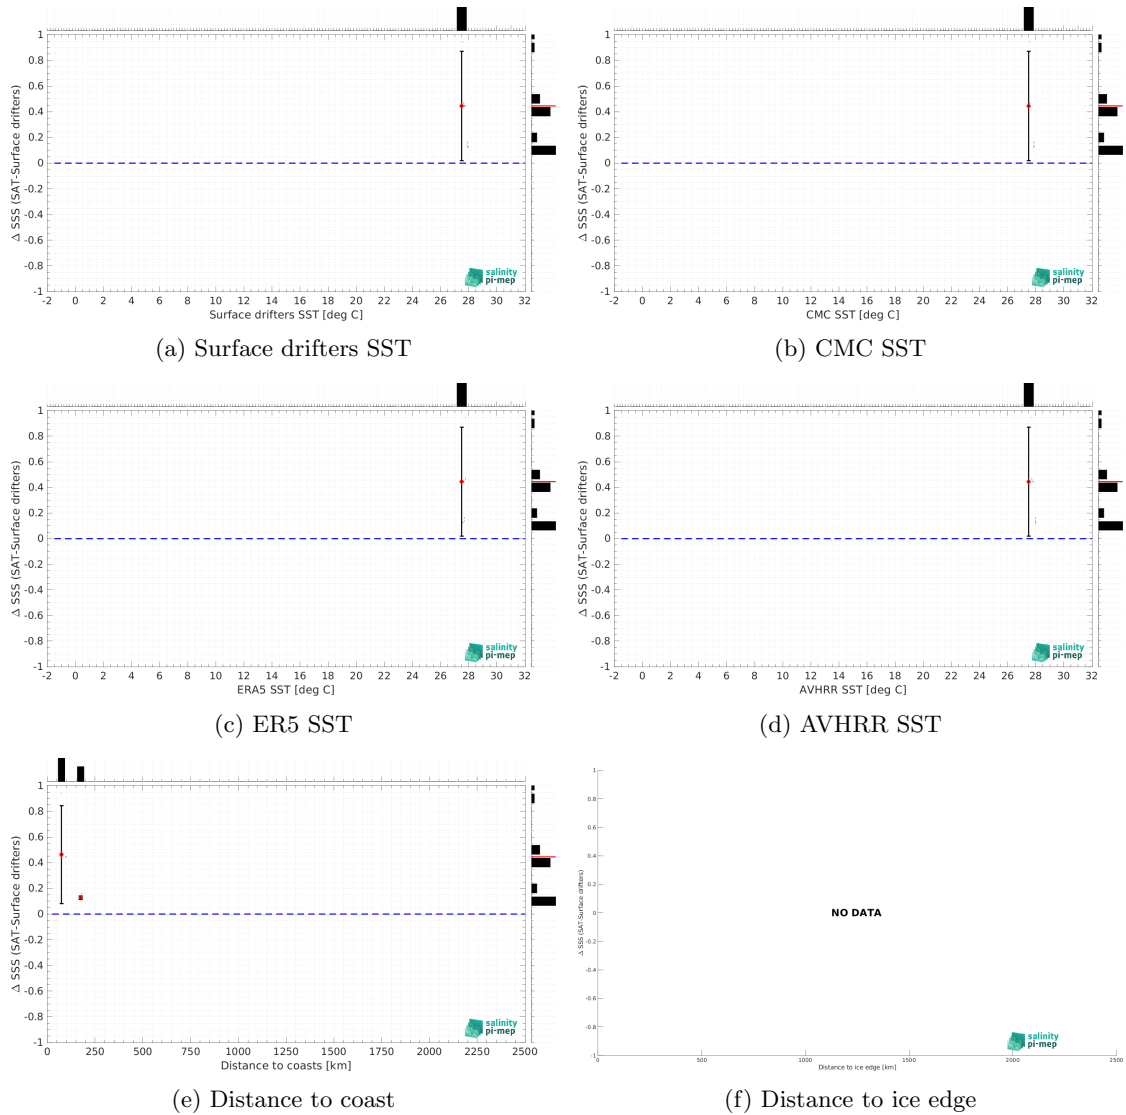 1
0.8
0.6
0.4
0.2
0
-0.2
-0.4
-0.6
-0.8
-1
Δ SSS (SAT-Surface drifters)
-2 0 2 4 6 8 10 12 14 16 18 20 22 24 26 28 30 32
Surface drifters SST [deg C]
salinity
pi-mep
(a) Surface drifters SST
1
0.8
0.6
0.4
0.2
0
-0.2
-0.4
-0.6
-0.8
-1
Δ SSS (SAT-Surface drifters)
-2 0 2 4 6 8 10 12 14 16 18 20 22 24 26 28 30 32
CMC SST [deg C]
salinity
pi-mep
(b) CMC SST
1
0.8
0.6
0.4
0.2
0
-0.2
-0.4
-0.6
-0.8
-1
Δ SSS (SAT-Surface drifters)
-2 0 2 4 6 8 10 12 14 16 18 20 22 24 26 28 30 32
ERA5 SST [deg C]
salinity
pi-mep
(c) ER5 SST
1
0.8
0.6
0.4
0.2
0
-0.2
-0.4
-0.6
-0.8
-1
Δ SSS (SAT-Surface drifters)
-2 0 2 4 6 8 10 12 14 16 18 20 22 24 26 28 30 32
AVHRR SST [deg C]
salinity
pi-mep
(d) AVHRR SST
1
0.8
0.6
0.4
0.2
0
-0.2
-0.4
-0.6
-0.8
-1
Δ SSS (SAT-Surface drifters)
0 250 500 750 1000 1250 1500 1750 2000 2250 2500
Distance to coasts [km]
salinity
pi-mep
(e) Distance to coast
1
0.8
0.6
0.4
0.2
0
-0.2
-0.4
-0.6
-0.8
-1
Δ SSS (SAT-Surface drifters)
NO DATA
0 500 1000 1500 2000 2500
Distance to ice edge [km]
salinity
pi-mep
(f) Distance to ice edge